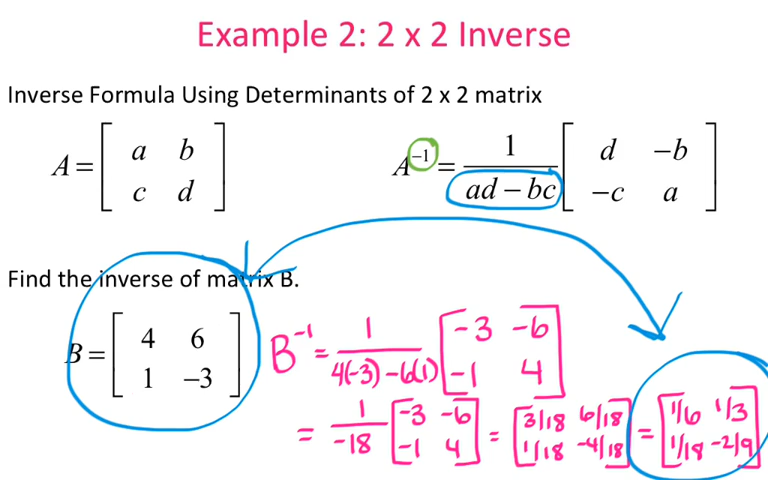 Example 2: 2 x 2 Inverse
Inverse Formula Using Determinants of 2 x 2 matrix
A = [ a b ; c d ] A⁻¹ = 1/(ad − bc) [ d −b ; −c a ]
Find the inverse of matrix B.
B = [ 4 6 ; 1 −3 ] B⁻¹ = 1/(4(-3) - 6(1)) [ -3 -6 ; -1 4 ]
= 1/-18 [ -3 -6 ; -1 4 ] = [ 3/18 6/18 ; 1/18 -4/18 ] = [ 1/6 1/3 ; 1/18 -2/9 ]